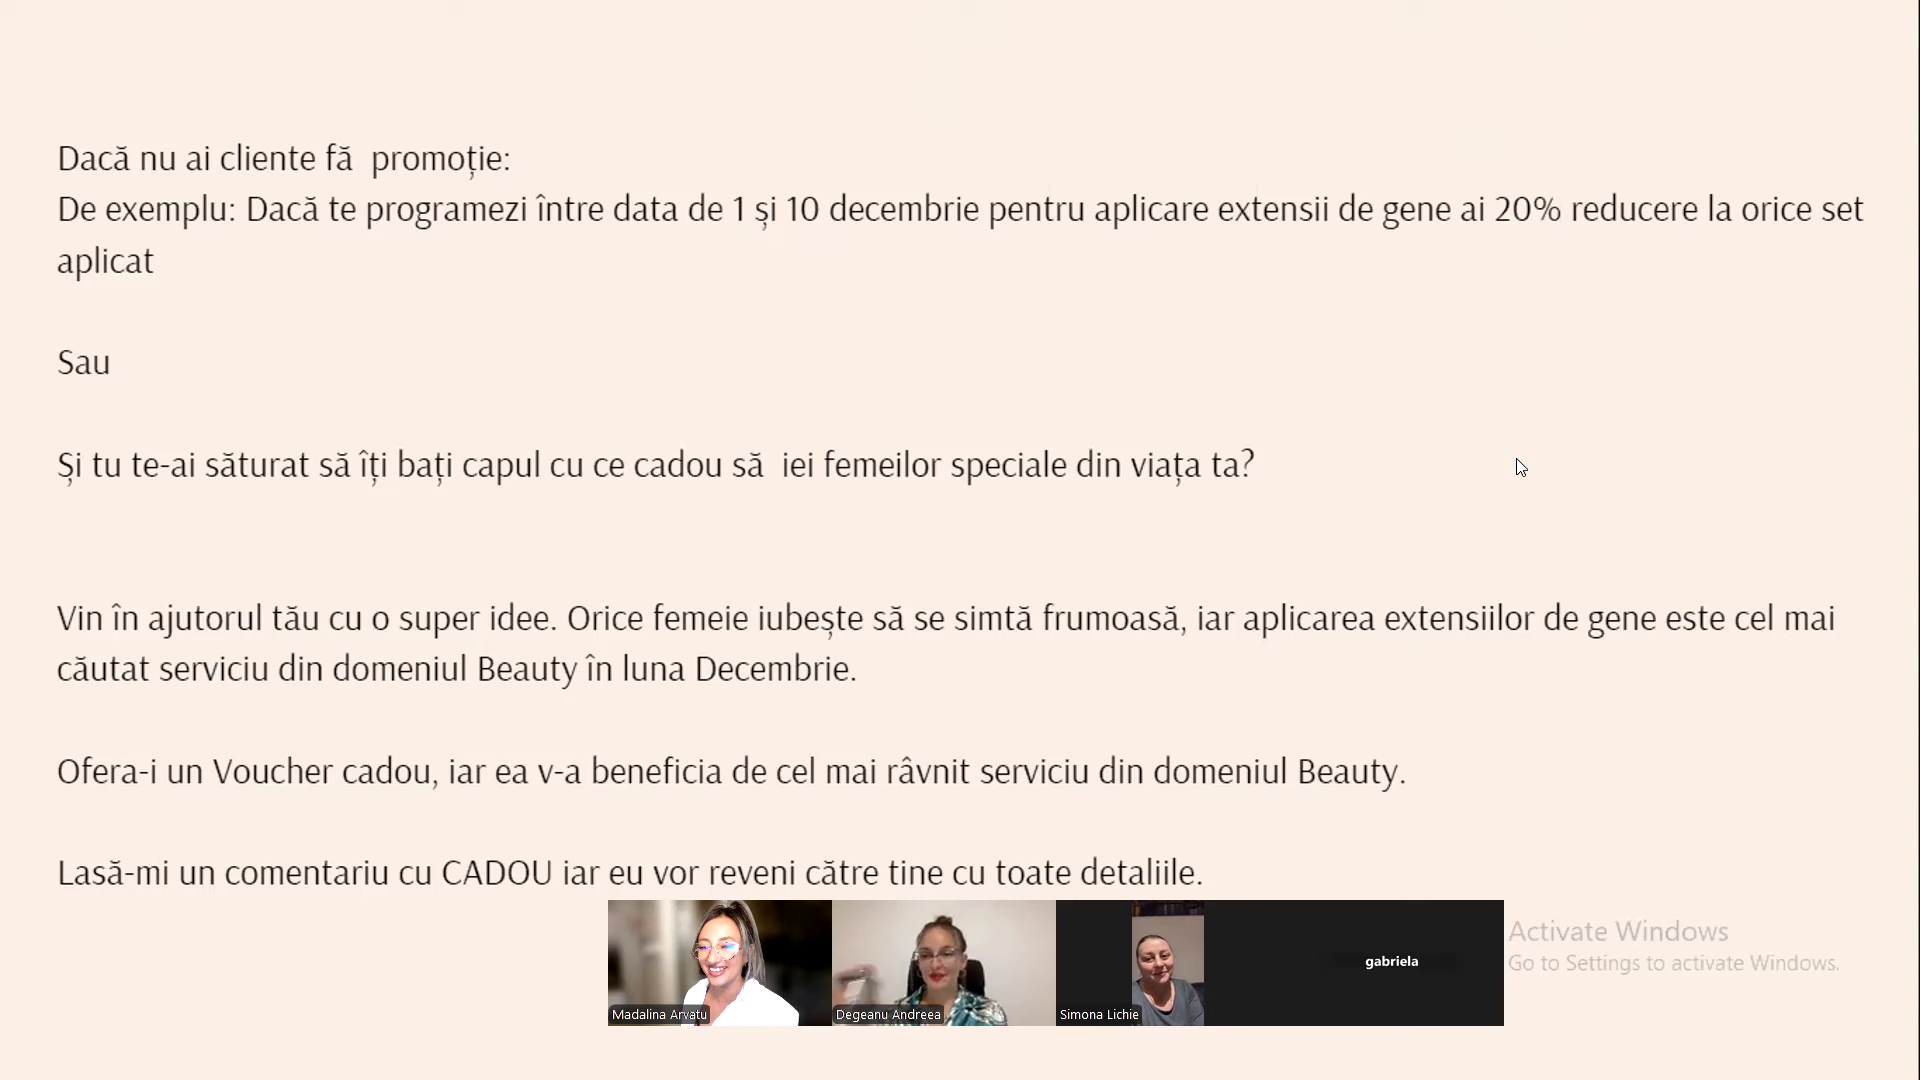 Dacă nu ai cliente fă  promoție:
De exemplu: Dacă te programezi între data de 1 și 10 decembrie pentru aplicare extensii de gene ai 20% reducere la orice set
aplicat
Sau
Și tu te-ai săturat să îți bați capul cu ce cadou să  iei femeilor speciale din viața ta?
Vin în ajutorul tău cu o super idee. Orice femeie iubește să se simtă frumoasă, iar aplicarea extensiilor de gene este cel mai
căutat serviciu din domeniul Beauty în luna Decembrie.
Ofera-i un Voucher cadou, iar ea v-a beneficia de cel mai râvnit serviciu din domeniul Beauty.
Lasă-mi un comentariu cu CADOU iar eu vor reveni către tine cu toate detaliile.
Activate Windows
Go to Settings to activate Windows.
gabriela
Madalina Arvatu
Degeanu Andreea
Simona Lichie